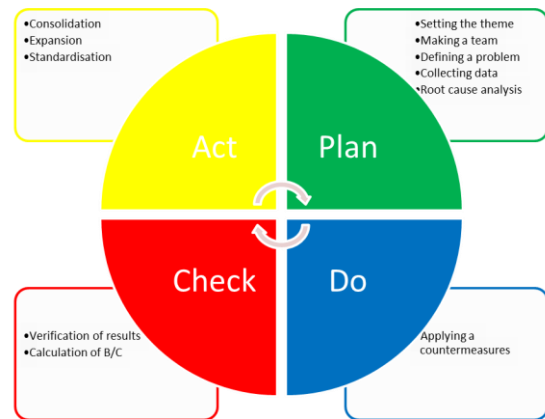 •Consolidation
•Expansion
•Standardisation
•Setting the theme
•Making a team
•Defining a problem
•Collecting data
•Root cause analysis
Act
Plan
Check
Do
•Verification of results
•Calculation of B/C
Applying a
countermeasures